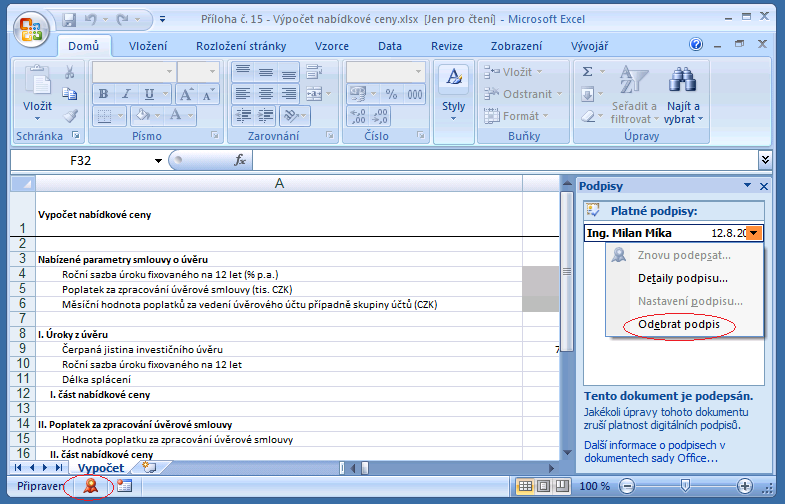 Příloha č. 15 - Výpočet nabídkové ceny.xlsx [Jen pro čtení] - Microsoft Excel
Domů Vložení Rozložení stránky Vzorce Data Revize Zobrazení Vývojář
Vložit
Schránka
B I U A A
A
Písmo
Zarovnání
% 000
Číslo
Styly
Vložit
Odstranit
Formát
Buňky
Σ
Seřadit a filtrovat
Najít a vybrat
Úpravy
F32 fx
A
1 Vypočet nabídkové ceny
2
3 Nabízené parametry smlouvy o úvěru
4 Roční sazba úroku fixovaného na 12 let (% p.a.)
5 Poplatek za zpracování úvěrové smlouvy (tis. CZK)
6 Měsíční hodnota poplatků za vedení úvěrového účtu případně skupiny účtů (CZK)
7
8 I. Úroky z úvěru
9 Čerpaná jistina investičního úvěru 7
10 Roční sazba úroku fixovaného na 12 let
11 Délka splácení
12 I. část nabídkové ceny
13
14 II. Poplatek za zpracování úvěrové smlouvy
15 Hodnota poplatku za zpracování úvěrové smlouvy
16 II. část nabídkové ceny
Vypočet
Připraven
100 %
Podpisy
Platné podpisy:
Ing. Milan Míka 12.8.20
Znovu podepsat...
Detaily podpisu...
Nastavení podpisu...
Odebrat podpis
Tento dokument je podepsán.
Jakékoli úpravy tohoto dokumentu
zruší platnost digitálních podpisů.
Další informace o podpisech v
dokumentech sady Office...